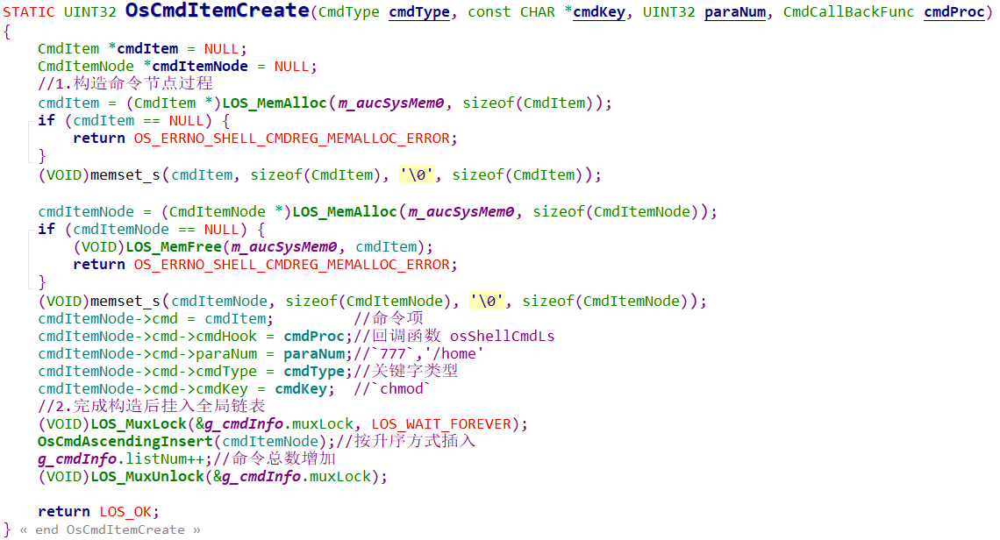 STATIC UINT32 OsCmdItemCreate(CmdType cmdType, const CHAR *cmdKey, UINT32 paraNum, CmdCallBackFunc cmdProc)
{
    CmdItem *cmdItem = NULL;
    CmdItemNode *cmdItemNode = NULL;
    //1.构造命令节点过程
    cmdItem = (CmdItem *)LOS_MemAlloc(m_aucSysMem0, sizeof(CmdItem));
    if (cmdItem == NULL) {
        return OS_ERRNO_SHELL_CMDREG_MEMALLOC_ERROR;
    }
    (VOID)memset_s(cmdItem, sizeof(CmdItem), '\0', sizeof(CmdItem));

    cmdItemNode = (CmdItemNode *)LOS_MemAlloc(m_aucSysMem0, sizeof(CmdItemNode));
    if (cmdItemNode == NULL) {
        (VOID)LOS_MemFree(m_aucSysMem0, cmdItem);
        return OS_ERRNO_SHELL_CMDREG_MEMALLOC_ERROR;
    }
    (VOID)memset_s(cmdItemNode, sizeof(CmdItemNode), '\0', sizeof(CmdItemNode));
    cmdItemNode->cmd = cmdItem;         //命令项
    cmdItemNode->cmd->cmdHook = cmdProc;//回调函数 osShellCmdLs
    cmdItemNode->cmd->paraNum = paraNum;//`777`,'/home'
    cmdItemNode->cmd->cmdType = cmdType;//关键字类型
    cmdItemNode->cmd->cmdKey = cmdKey;  //`chmod`
    //2.完成构造后挂入全局链表
    (VOID)LOS_MuxLock(&g_cmdInfo.muxLock, LOS_WAIT_FOREVER);
    OsCmdAscendingInsert(cmdItemNode);//按升序方式插入
    g_cmdInfo.listNum++;//命令总数增加
    (VOID)LOS_MuxUnlock(&g_cmdInfo.muxLock);

    return LOS_OK;
} « end OsCmdItemCreate »